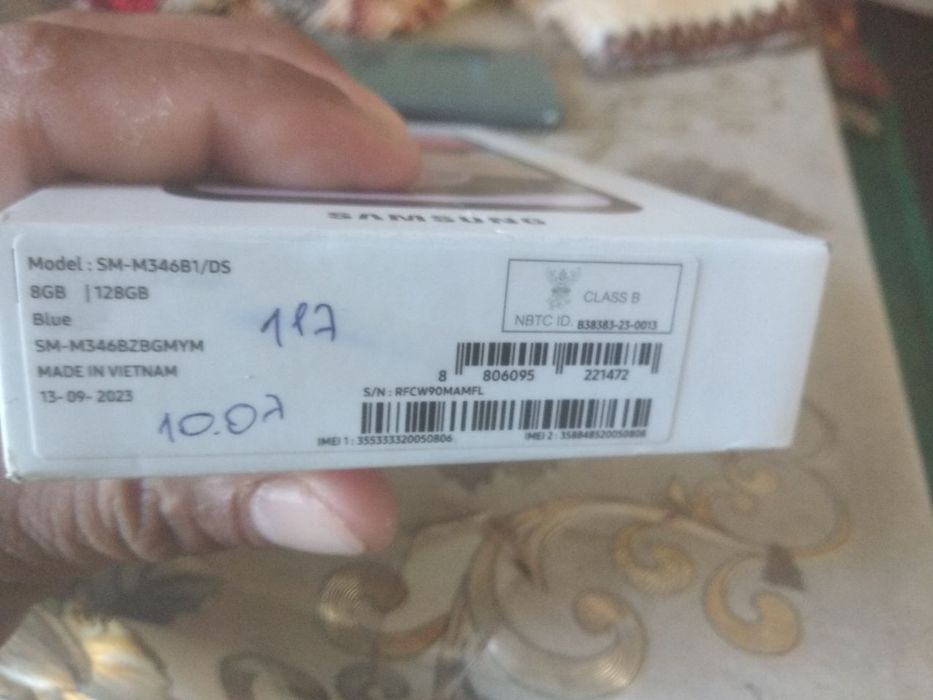 SAMSUNG
Model : SM-M346B1/DS
8GB | 128GB
Blue
SM-M346BZBGMYM
MADE IN VIETNAM
13-09-2023
117
10.07
CLASS B
NBTC ID. B38383-23-0013
8 806095 221472
S/N : RFCW90MAMFL
IMEI 1 : 355333320050806
IMEI 2 : 358848520050808